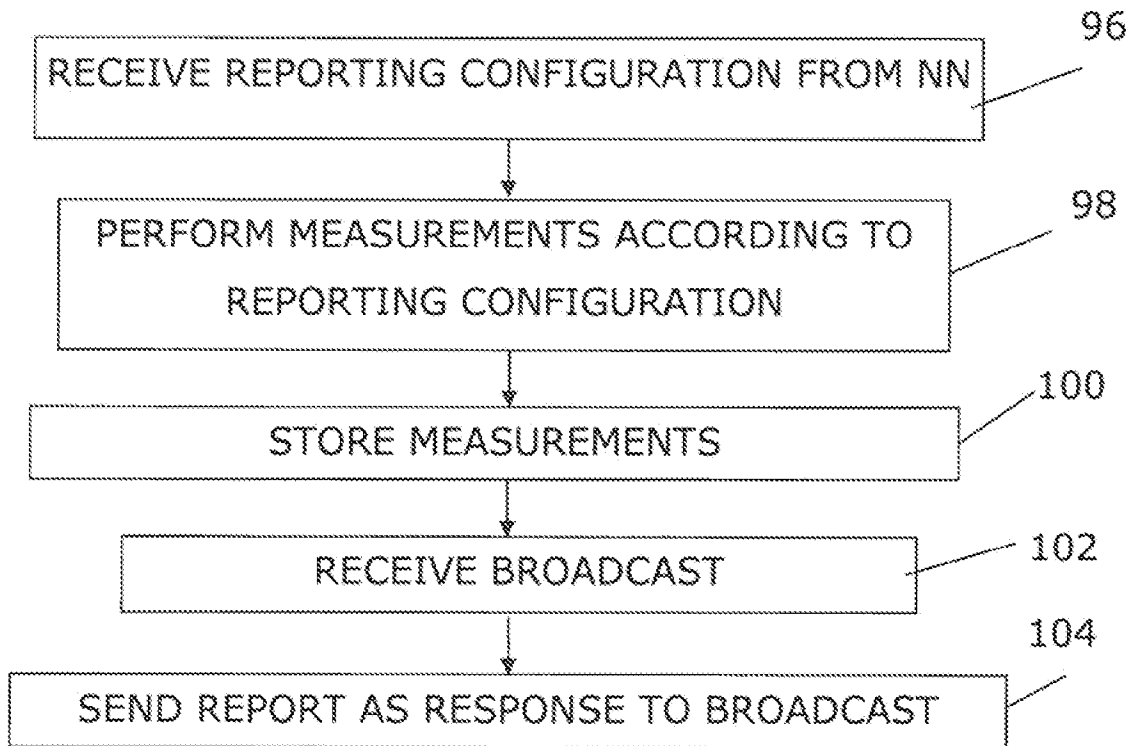 96
RECEIVE REPORTING CONFIGURATION FROM NN
98
PERFORM MEASUREMENTS ACCORDING TO
REPORTING CONFIGURATION
100
STORE MEASUREMENTS
102
RECEIVE BROADCAST
104
SEND REPORT AS RESPONSE TO BROADCAST